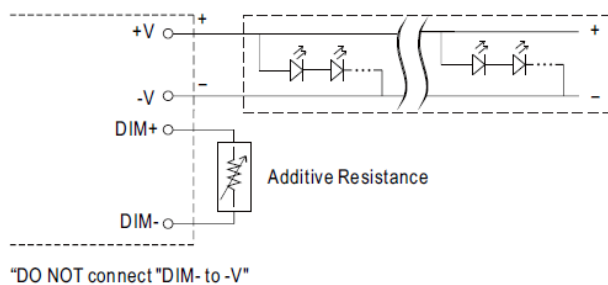 +V
+
+
-V
−
−
DIM+
Additive Resistance
DIM-
"DO NOT connect "DIM- to -V"